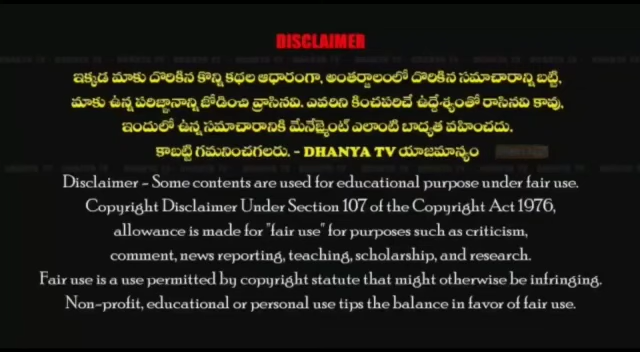 DISCLAIMER
ఇక్కడ మాకు దొరికిన కొన్ని కథల ఆధారంగా, అంతర్జాలంలో దొరికిన సమాచారాన్ని బట్టి,
మాకు ఉన్న పరిజ్ఞానాన్ని జోడించి వ్రాసినవి. ఎవరిని కించపరిచే ఉద్దేశ్యంతో రాసినవి కావు,
ఇందులో ఉన్న సమాచారానికి మేనేజ్మెంట్ ఎలాంటి బాధ్యత వహించదు.
కాబట్టి గమనించగలరు. - DHANYA TV యాజమాన్యం
Disclaimer - Some contents are used for educational purpose under fair use.
Copyright Disclaimer Under Section 107 of the Copyright Act 1976,
allowance is made for "fair use" for purposes such as criticism,
comment, news reporting, teaching, scholarship, and research.
Fair use is a use permitted by copyright statute that might otherwise be infringing.
Non-profit, educational or personal use tips the balance in favor of fair use.